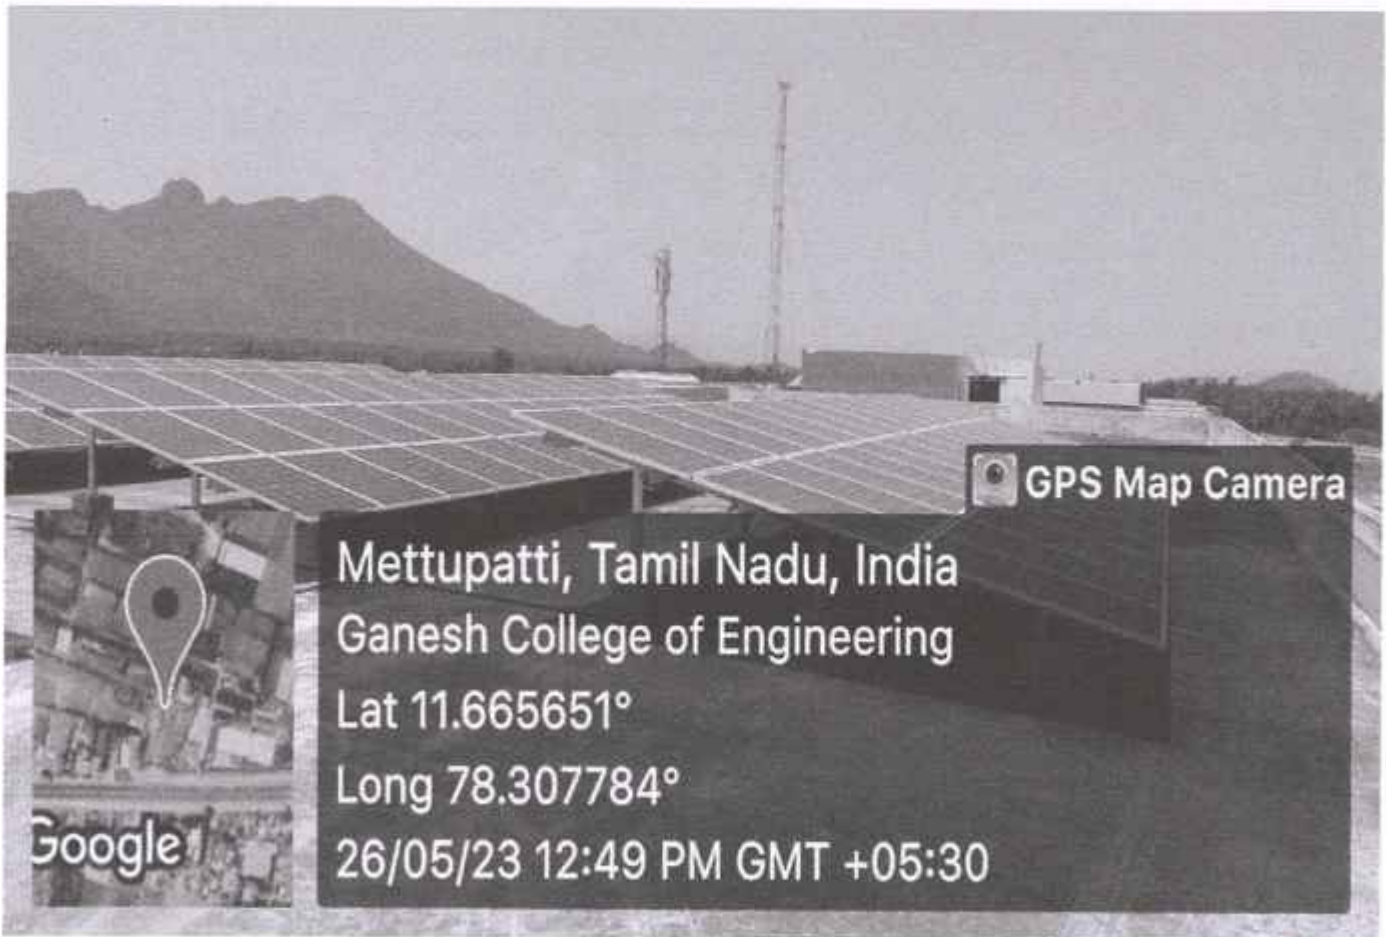 GPS Map Camera
Mettupatti, Tamil Nadu, India
Ganesh College of Engineering
Lat 11.665651°
Long 78.307784°
26/05/23 12:49 PM GMT +05:30
Google